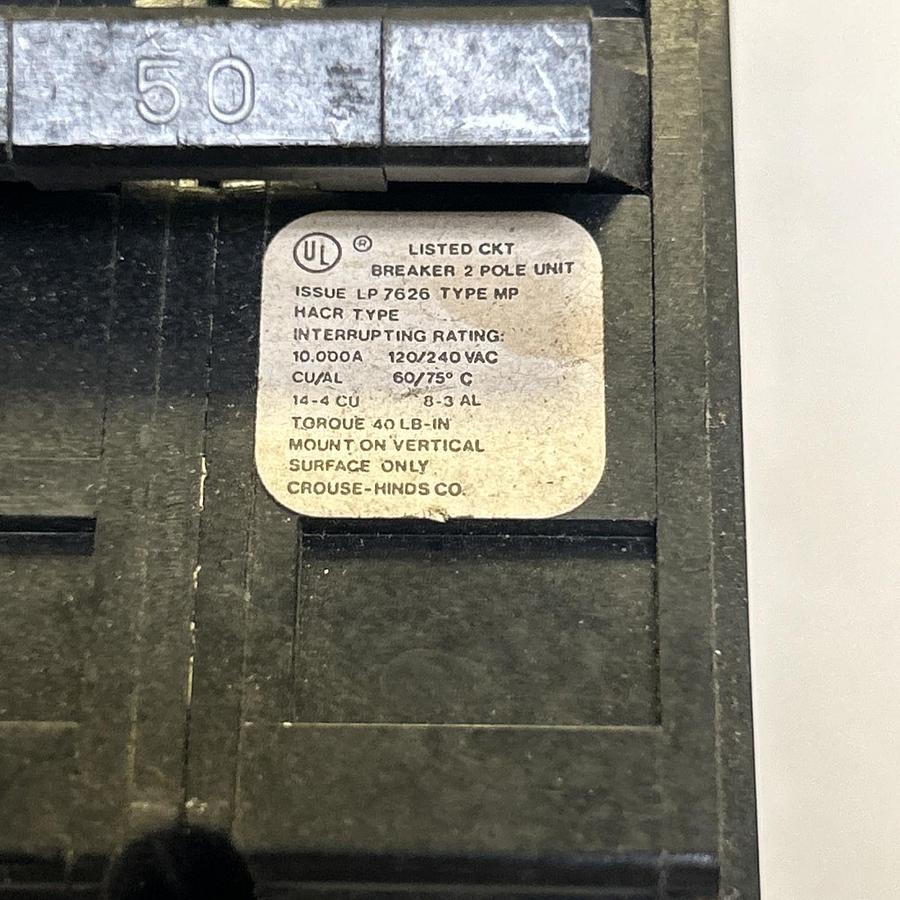 50
UL ® LISTED CKT
BREAKER 2 POLE UNIT
ISSUE LP 7626 TYPE MP
HACR TYPE
INTERRUPTING RATING:
10.000A 120/240 VAC
CU/AL 60/75° C
14-4 CU 8-3 AL
TORQUE 40 LB-IN
MOUNT ON VERTICAL
SURFACE ONLY
CROUSE-HINDS CO.